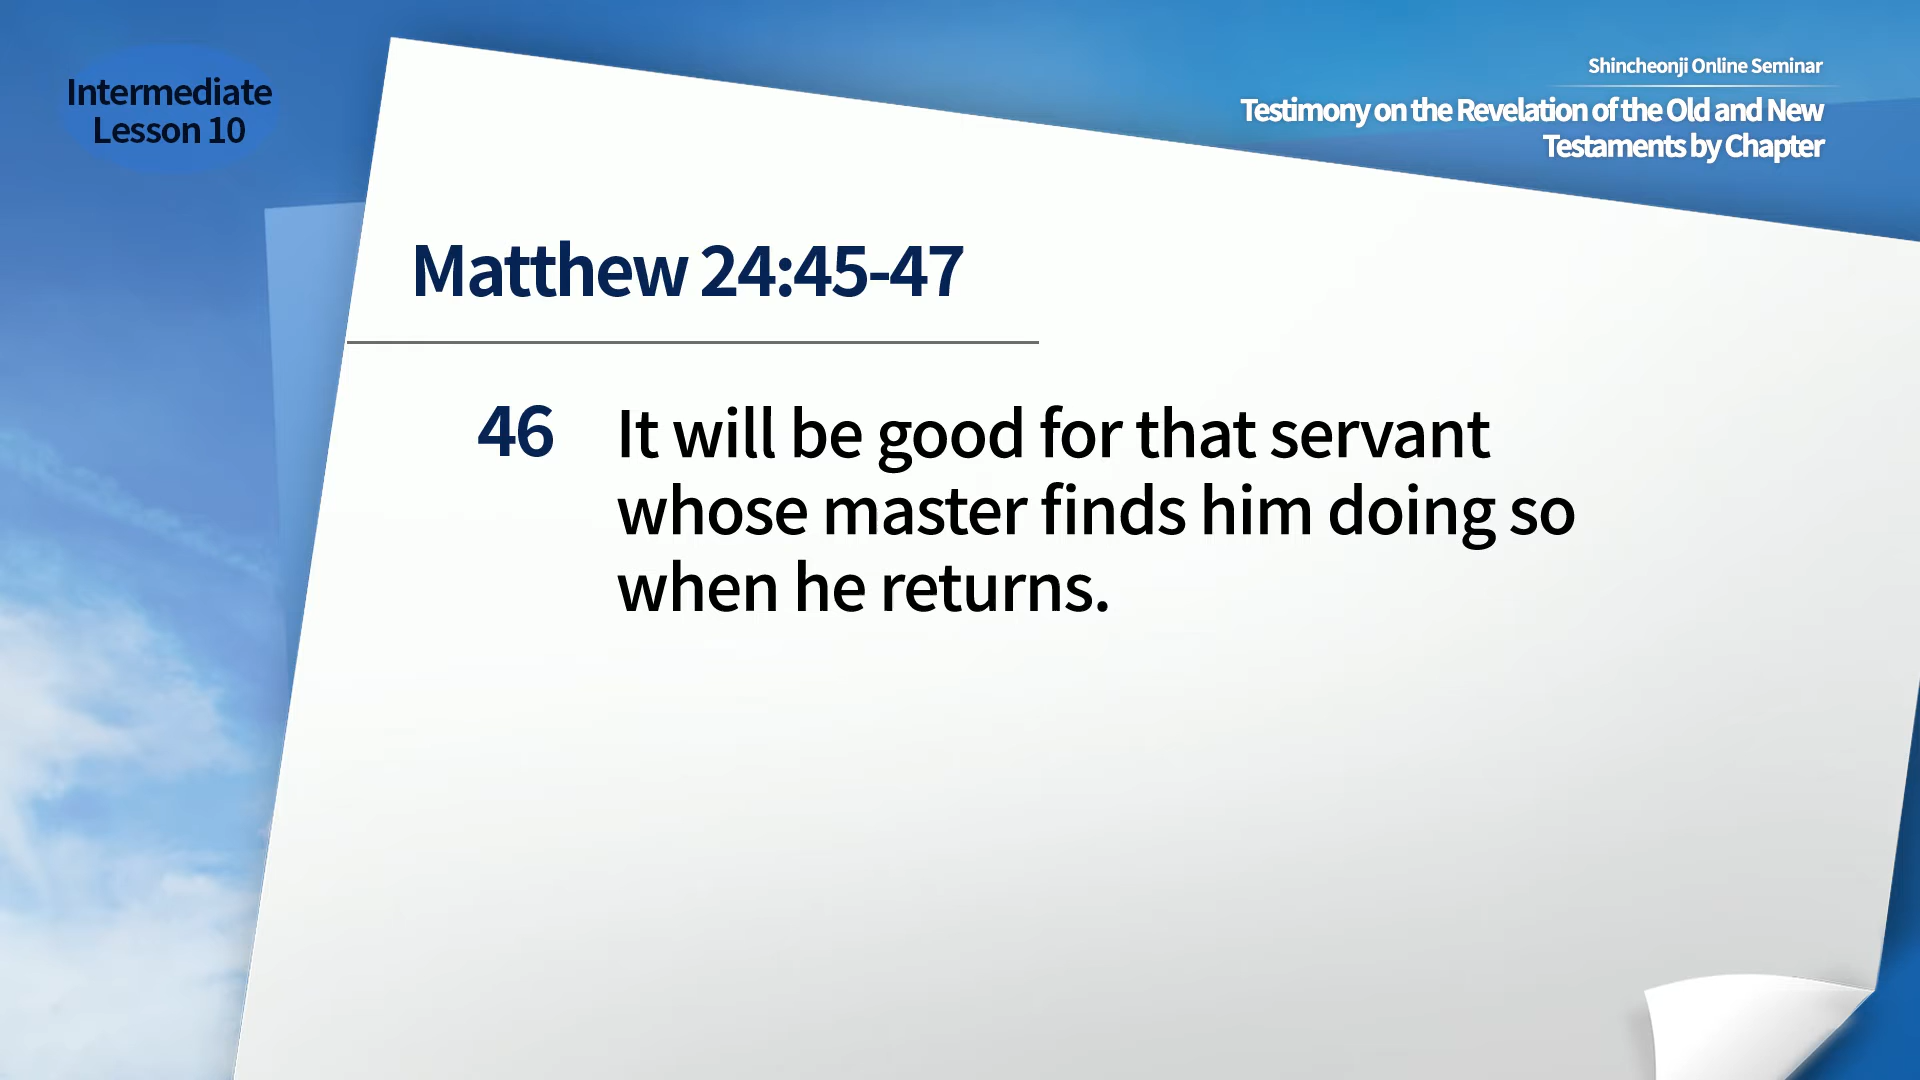 Intermediate
Lesson 10
Shincheonji Online Seminar
Testimony on the Revelation of the Old and New
Testaments by Chapter
Matthew 24:45-47
46 It will be good for that servant
whose master finds him doing so
when he returns.